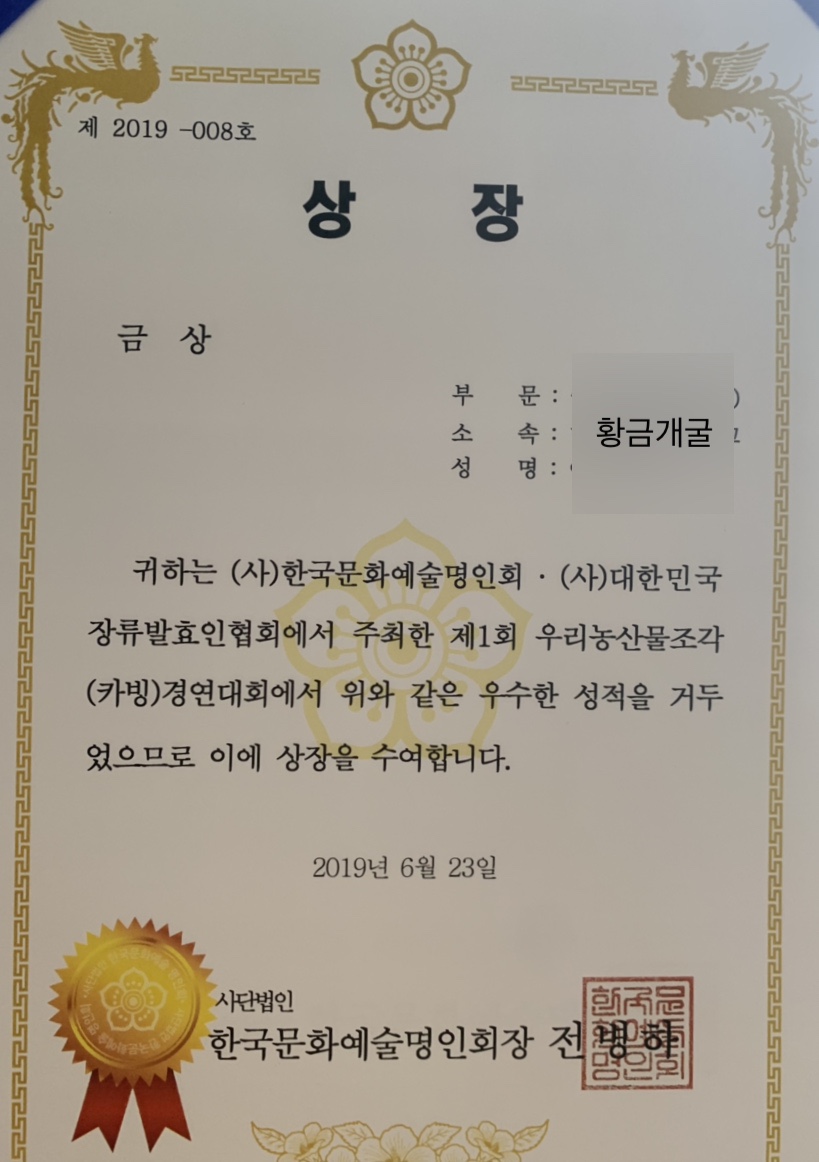 제 2019 -008호
상 장
금 상
부 문 :
소 속 :
성 명 :
황금개굴
귀하는 (사)한국문화예술명인회 · (사)대한민국
장류발효인협회에서 주최한 제1회 우리농산물조각
(카빙)경연대회에서 위와 같은 우수한 성적을 거두
었으므로 이에 상장을 수여합니다.
2019년 6월 23일
사단법인
한국문화예술명인회장 전병하